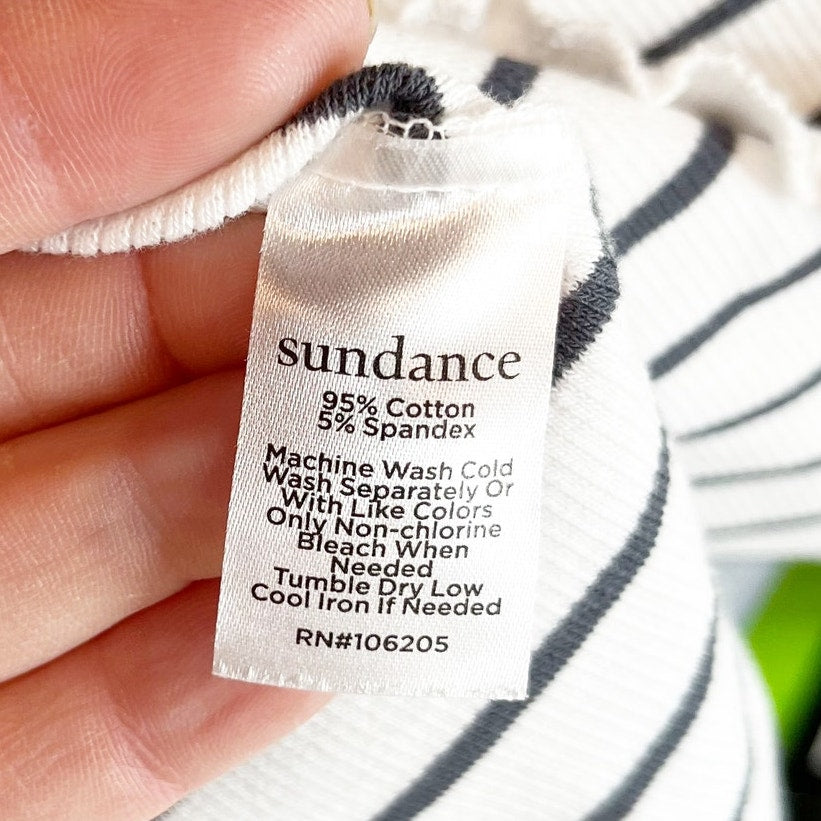 sundance
95% Cotton
5% Spandex
Machine Wash Cold
Wash Separately Or
With Like Colors
Only Non-chlorine
Bleach When
Needed
Tumble Dry Low
Cool Iron If Needed
RN#106205